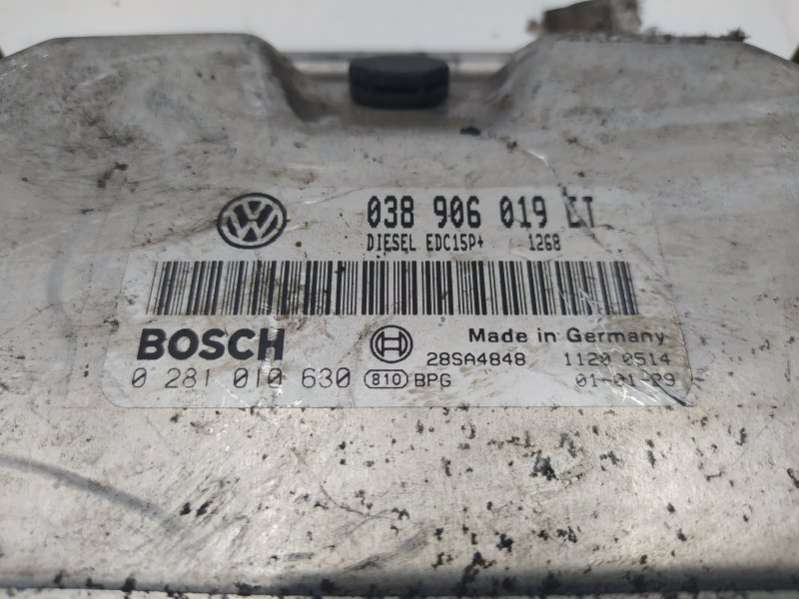 038 906 019
DIESEL EDC15P+ 1268
BOSCH Made in Germany
28SA4848 1120 0514
0 281 010 630 810 BPG